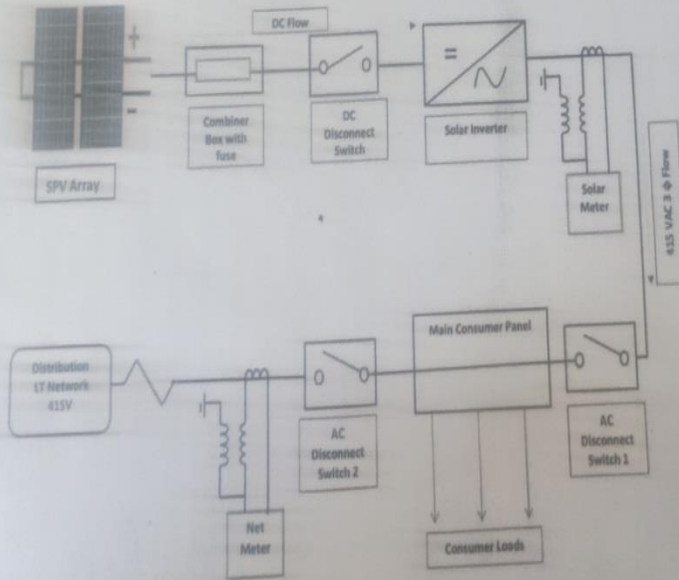 DC Flow
+
-
SPV Array
Combiner
Box with
fuse
DC
Disconnect
Switch
=
Solar Inverter
Solar
Meter
415 VAC 3 Φ Flow
Distribution
LT Network
415V
Net
Meter
AC
Disconnect
Switch 2
Main Consumer Panel
Consumer Loads
AC
Disconnect
Switch 1